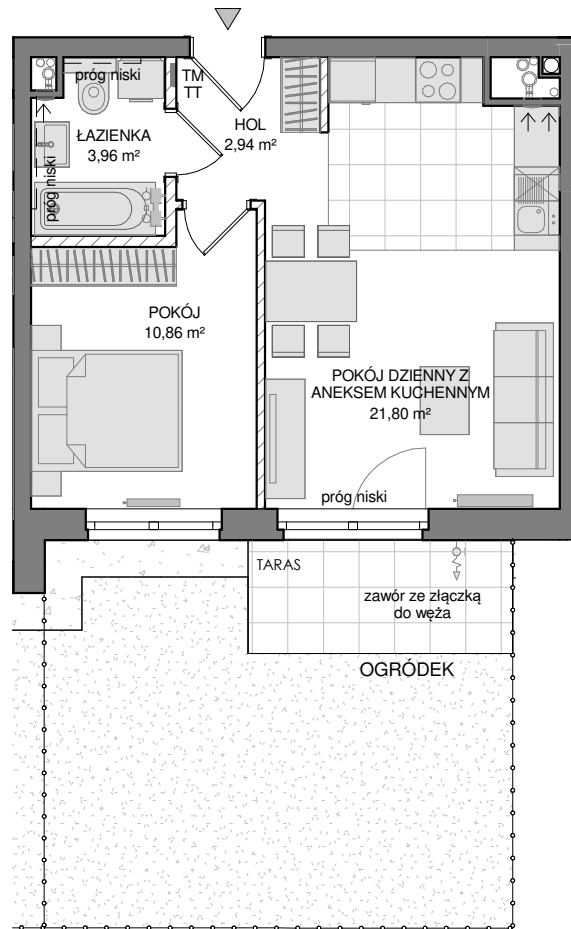 próg niski
TM
TT
ŁAZIENKA
3,96 m²
HOL
2,94 m²
próg niski
POKÓJ
10,86 m²
POKÓJ DZIENNY Z
ANEKSEM KUCHENNYM
21,80 m²
próg niski
TARAS
zawór ze złączką
do węża
OGRÓDEK